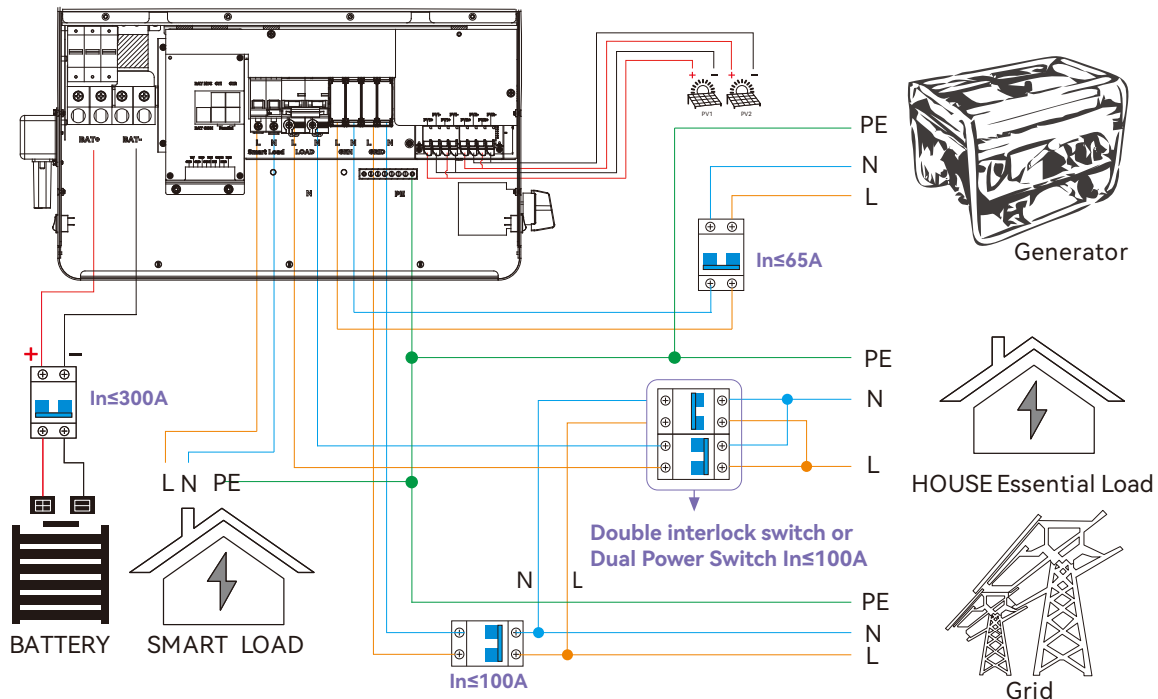 BAT+
BAT-
L
N
L
N
L
N
L
N
Smart Load
LOAD
GEN
GRID
N
PE
+
-
+
-
PV1
PV2
PE
N
L
Generator
In≤65A
+
-
In≤300A
BATTERY
L N PE
SMART LOAD
PE
N
L
HOUSE Essential Load
Double interlock switch or
Dual Power Switch In≤100A
N
L
PE
N
L
In≤100A
Grid